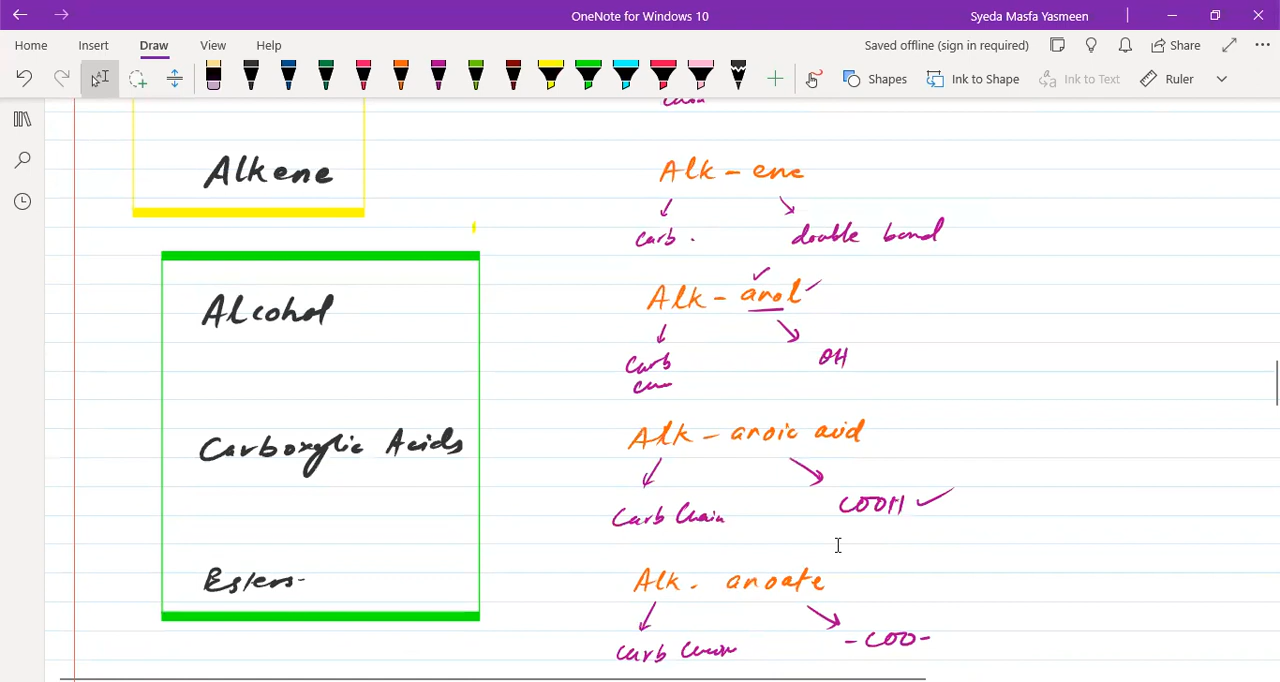 OneNote for Windows 10
Syeda Masfa Yasmeen
Home Insert Draw View Help
Saved offline (sign in required)
Share
Shapes
Ink to Shape
Ink to Text
Ruler
Alkene
Alk - ene
Carb.
double bond
Alcohol
Alk - anol
Carb
OH
Carboxylic Acids
Alk - anoic acid
Carb Chain
COOH
Esters
Alk. anoate
Carb Chain
-COO-